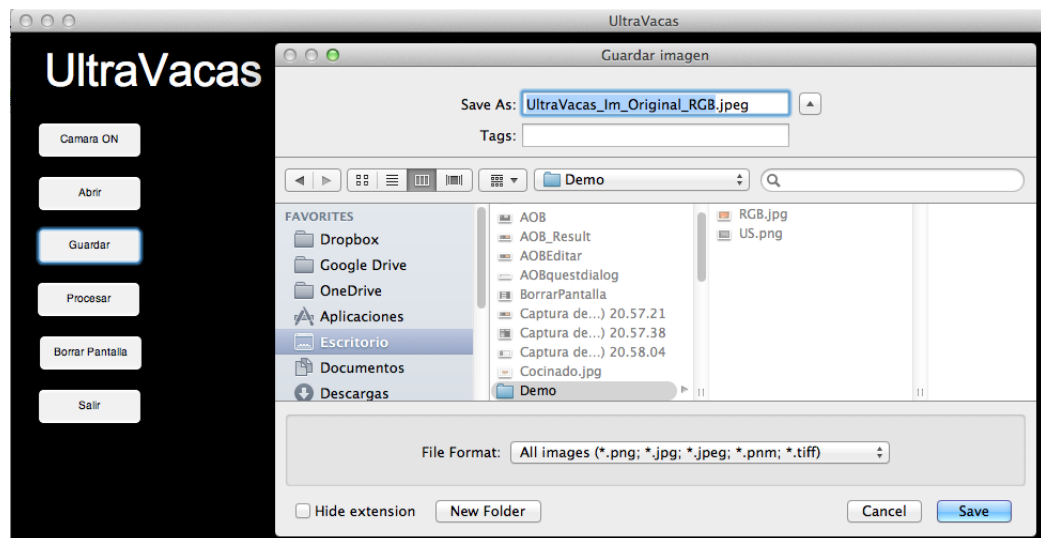 UltraVacas
UltraVacas
Camara ON
Abrir
Guardar
Procesar
Borrar Pantalla
Salir
Guardar imagen
Save As: UltraVacas_Im_Original_RGB.jpeg
Tags:
Demo
FAVORITES
Dropbox
Google Drive
OneDrive
Aplicaciones
Escritorio
Documentos
Descargas
AOB
AOB_Result
AOBEditar
AOBquestdialog
BorrarPantalla
Captura de...) 20.57.21
Captura de...) 20.57.38
Captura de...) 20.58.04
Cocinado.jpg
Demo
RGB.jpg
US.png
File Format: All images (*.png; *.jpg; *.jpeg; *.pnm; *.tiff)
Hide extension
New Folder
Cancel
Save